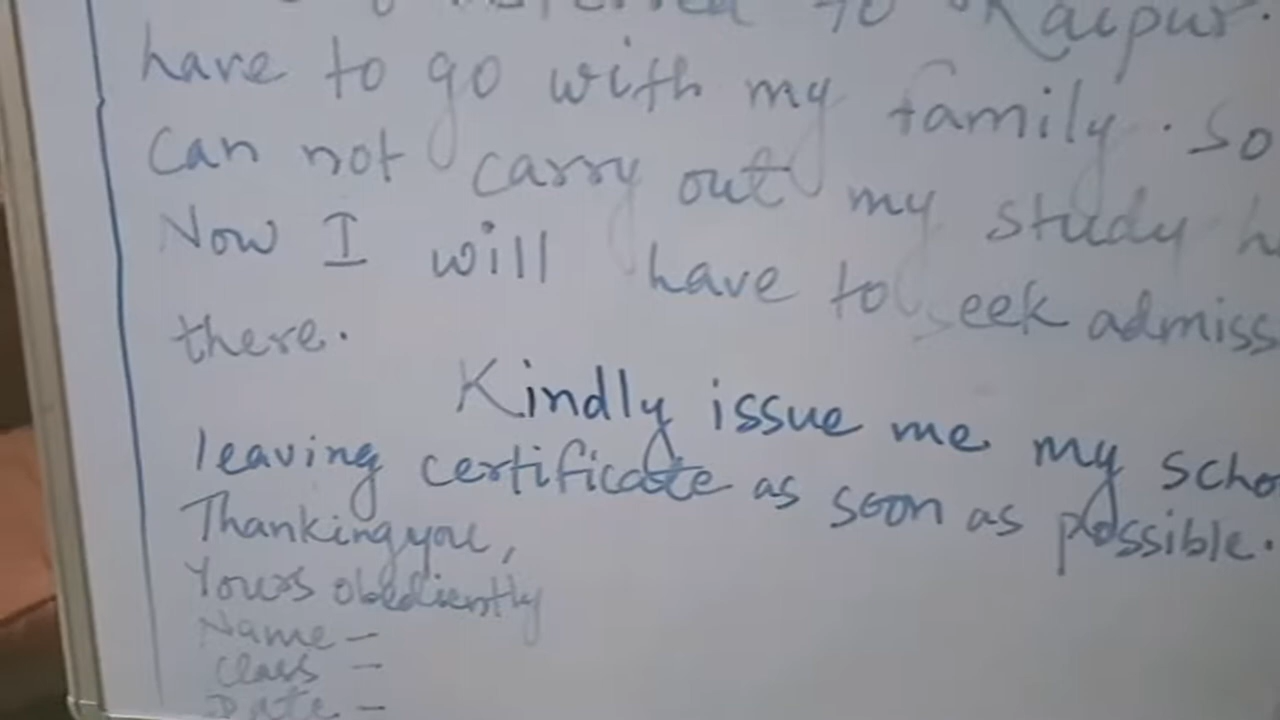 to Raipur.
have to go with my family. So
can not carry out my study
Now I will have to seek admiss
there.
Kindly issue me my scho
leaving certificate as soon as possible.
Thanking you,
Yours obediently
Name -
Class -
Date -